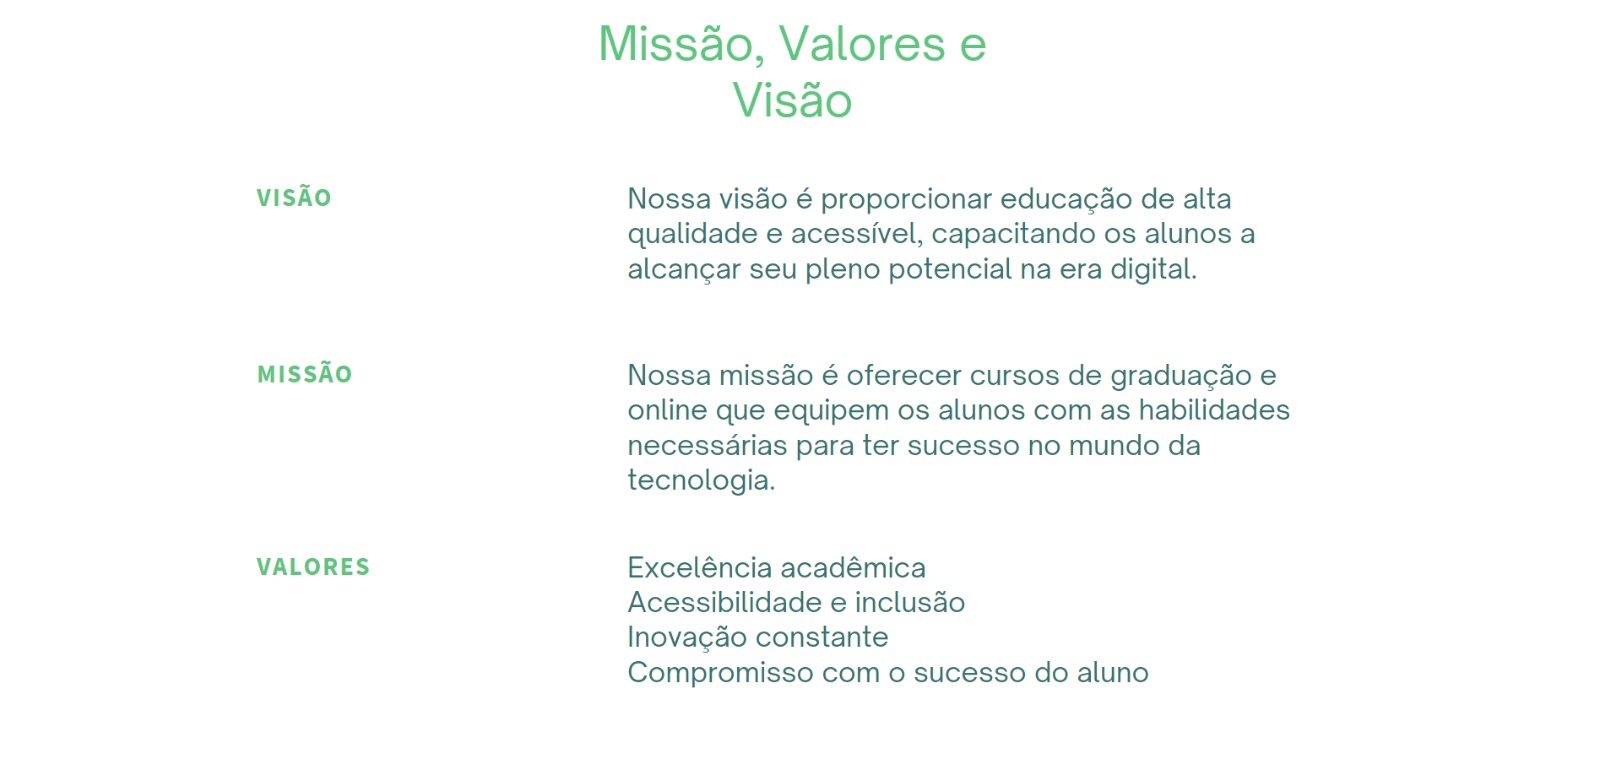 Missão, Valores e
Visão
VISÃO
Nossa visão é proporcionar educação de alta
qualidade e acessível, capacitando os alunos a
alcançar seu pleno potencial na era digital.
MISSÃO
Nossa missão é oferecer cursos de graduação e
online que equipem os alunos com as habilidades
necessárias para ter sucesso no mundo da
tecnologia.
VALORES
Excelência acadêmica
Acessibilidade e inclusão
Inovação constante
Compromisso com o sucesso do aluno